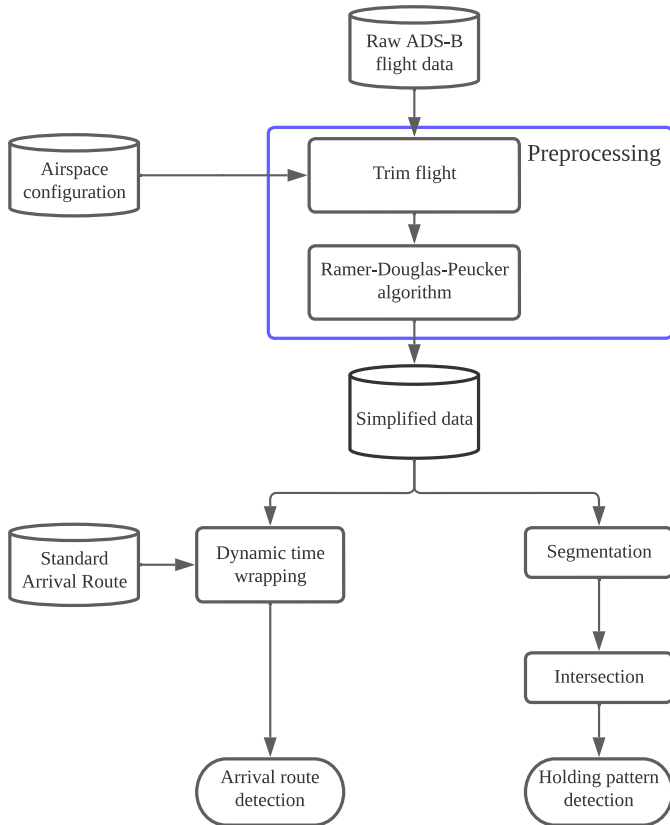 Raw ADS-B
flight data
Preprocessing
Airspace
configuration
Trim flight
Ramer-Douglas-Peucker
algorithm
Simplified data
Standard
Arrival Route
Dynamic time
wrapping
Segmentation
Intersection
Arrival route
detection
Holding pattern
detection